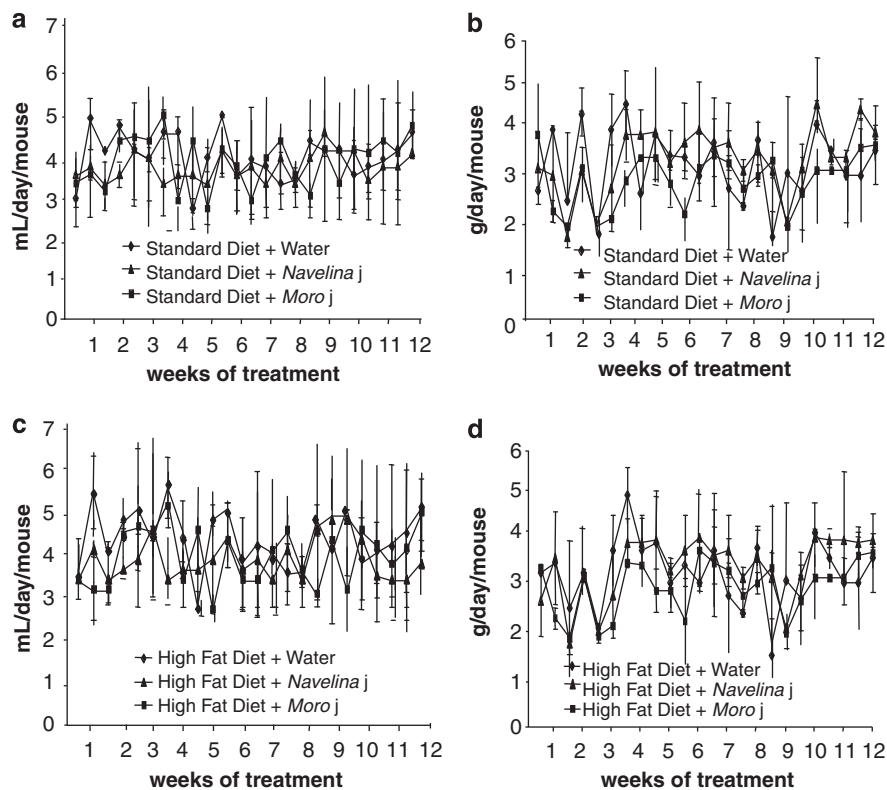 a
7
6
5
4
3
2
1
0
mL/day/mouse
Standard Diet + Water
Standard Diet + Navelina j
Standard Diet + Moro j
1 2 3 4 5 6 7 8 9 10 11 12
weeks of treatment
b
6
5
4
3
2
1
0
g/day/mouse
Standard Diet + Water
Standard Diet + Navelina j
Standard Diet + Moro j
1 2 3 4 5 6 7 8 9 10 11 12
weeks of treatment
c
7
6
5
4
3
2
1
0
mL/day/mouse
High Fat Diet + Water
High Fat Diet + Navelina j
High Fat Diet + Moro j
1 2 3 4 5 6 7 8 9 10 11 12
weeks of treatment
d
6
5
4
3
2
1
0
g/day/mouse
High Fat Diet + Water
High Fat Diet + Navelina j
High Fat Diet + Moro j
1 2 3 4 5 6 7 8 9 10 11 12
weeks of treatment